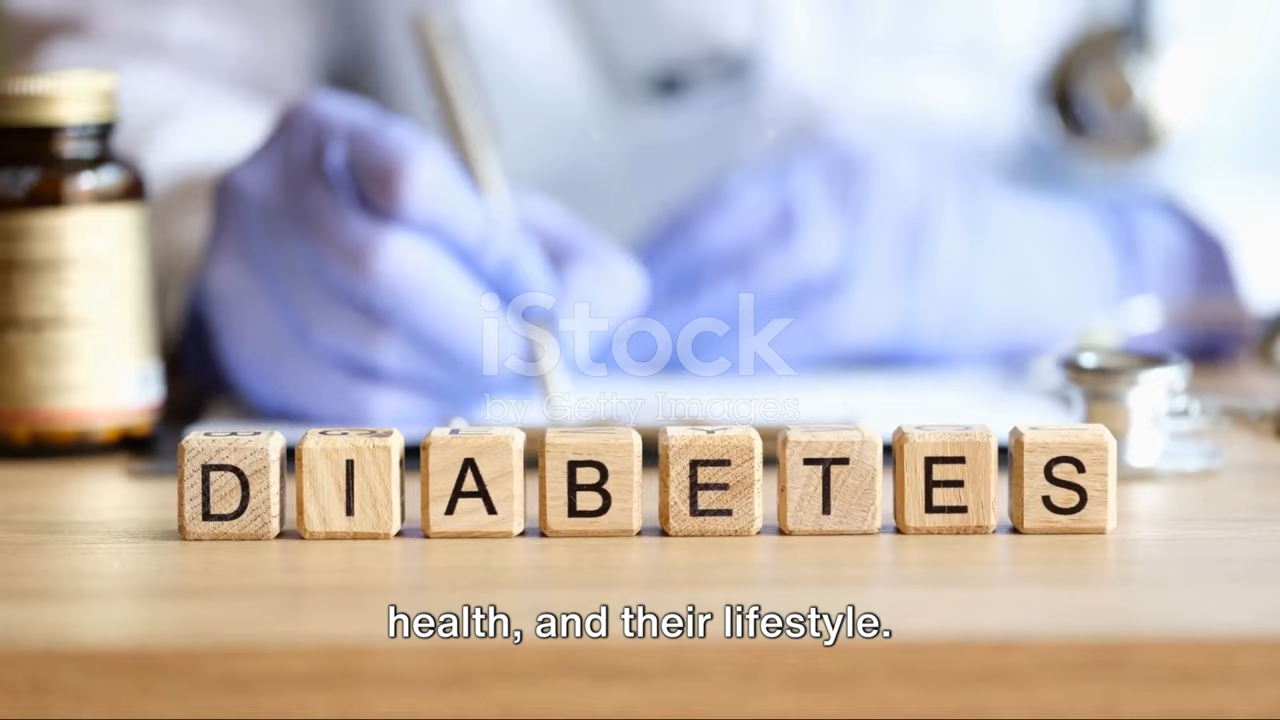 iStock
by Getty Images
DIABETES
health, and their lifestyle.